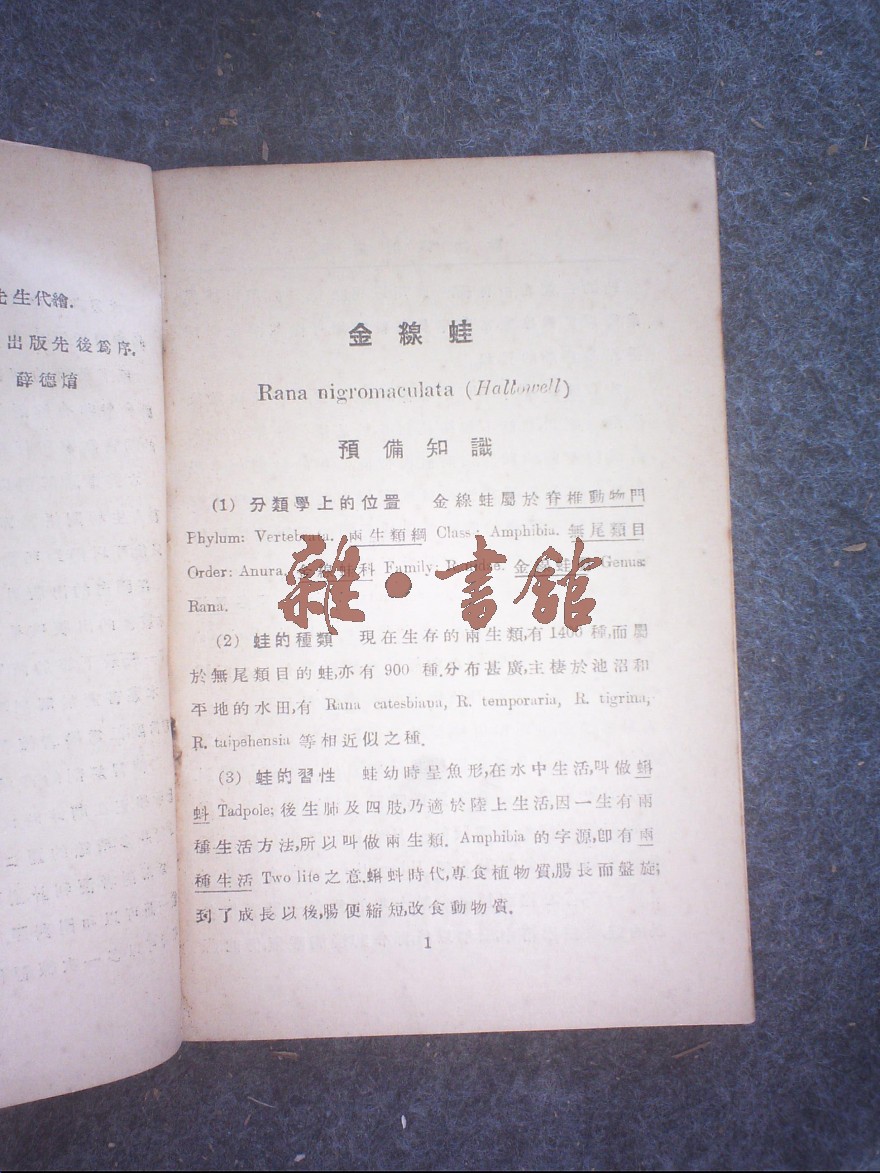 先生代繪.
出版先後爲序.
薛德焴
金線蛙
Rana nigromaculata (Hallowell)
預備知識
(1) 分類學上的位置 金線蛙屬於脊椎動物門
Phylum: Vertebrata. 兩生類綱 Class: Amphibia. 無尾類目
Order: Anura. 科 Family: 金 Genus:
Rana.
(2) 蛙的種類 現在生存的兩生類,有 1400 種,而屬
於無尾類目的蛙,亦有 900 種.分布甚廣,主棲於池沼和
平地的水田,有 Rana catesbiana, R. temporaria, R. tigrina,
R. taipehensia 等相近似之種.
(3) 蛙的習性 蛙幼時呈魚形,在水中生活,叫做蝌
蚪 Tadpole; 後生肺及四肢,乃適於陸上生活,因一生有兩
種生活方法,所以叫做兩生類. Amphibia 的字源,卽有兩
種生活 Two life 之意.蝌蚪時代,專食植物質,腸長而盤旋;
到了成長以後,腸便縮短,改食動物質.
1
雜·書館